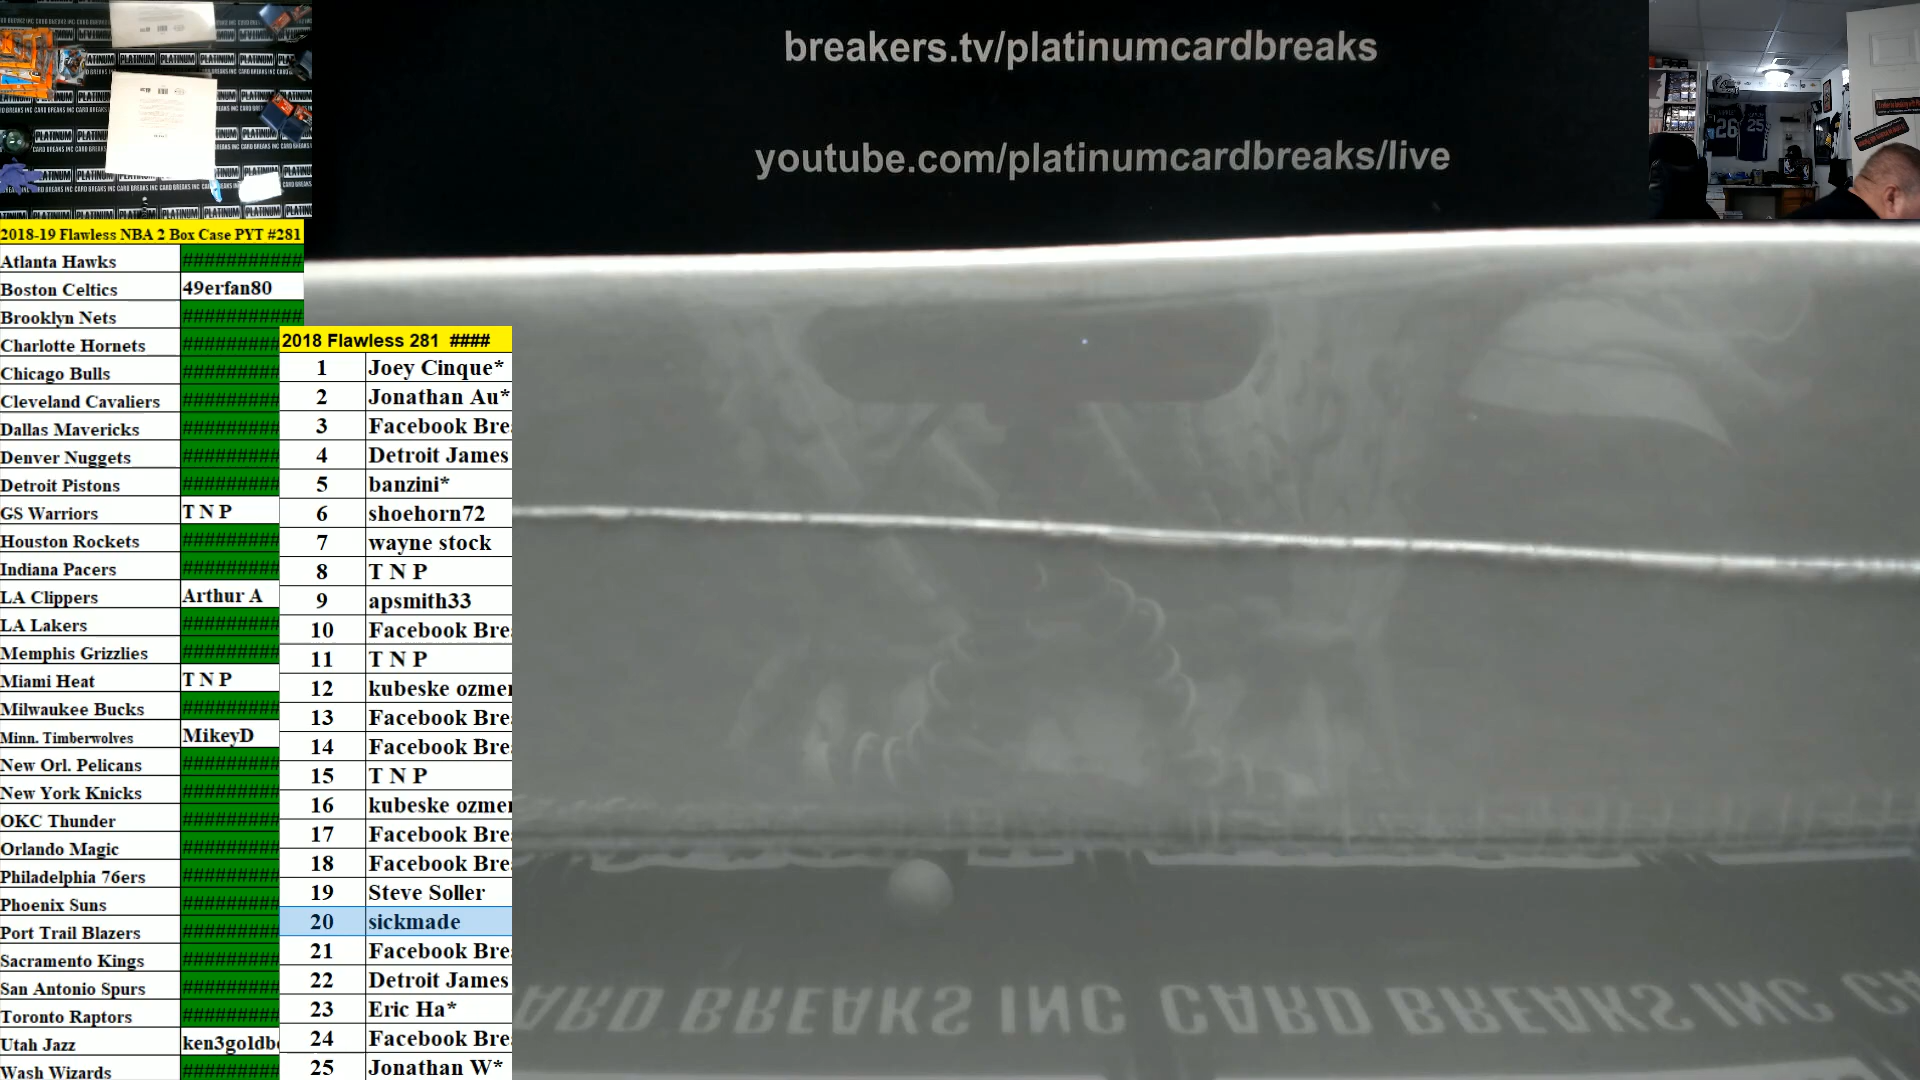 breakers.tv/platinumcardbreaks
youtube.com/platinumcardbreaks/live
26 25
PLATINUM PLATINUM PLATINUM
2018-19 Flawless NBA 2 Box Case PYT #281
Atlanta Hawks ###########
Boston Celtics 49erfan80
Brooklyn Nets ###########
Charlotte Hornets #########
Chicago Bulls #########
Cleveland Cavaliers #########
Dallas Mavericks #########
Denver Nuggets #########
Detroit Pistons #########
GS Warriors T N P
Houston Rockets #########
Indiana Pacers #########
LA Clippers Arthur A
LA Lakers #########
Memphis Grizzlies #########
Miami Heat T N P
Milwaukee Bucks #########
Minn. Timberwolves MikeyD
New Orl. Pelicans #########
New York Knicks #########
OKC Thunder #########
Orlando Magic #########
Philadelphia 76ers #########
Phoenix Suns #########
Port Trail Blazers #########
Sacramento Kings #########
San Antonio Spurs #########
Toronto Raptors #########
Utah Jazz ken3goldb
Wash Wizards #########
2018 Flawless 281 ####
1 Joey Cinque*
2 Jonathan Au*
3 Facebook Bre
4 Detroit James
5 banzini*
6 shoehorn72
7 wayne stock
8 T N P
9 apsmith33
10 Facebook Bre
11 T N P
12 kubeske ozme
13 Facebook Bre
14 Facebook Bre
15 T N P
16 kubeske ozme
17 Facebook Bre
18 Facebook Bre
19 Steve Soller
20 sickmade
21 Facebook Bre
22 Detroit James
23 Eric Ha*
24 Facebook Bre
25 Jonathan W*
ARD BREAKS INC CARD BREAKS INC CA